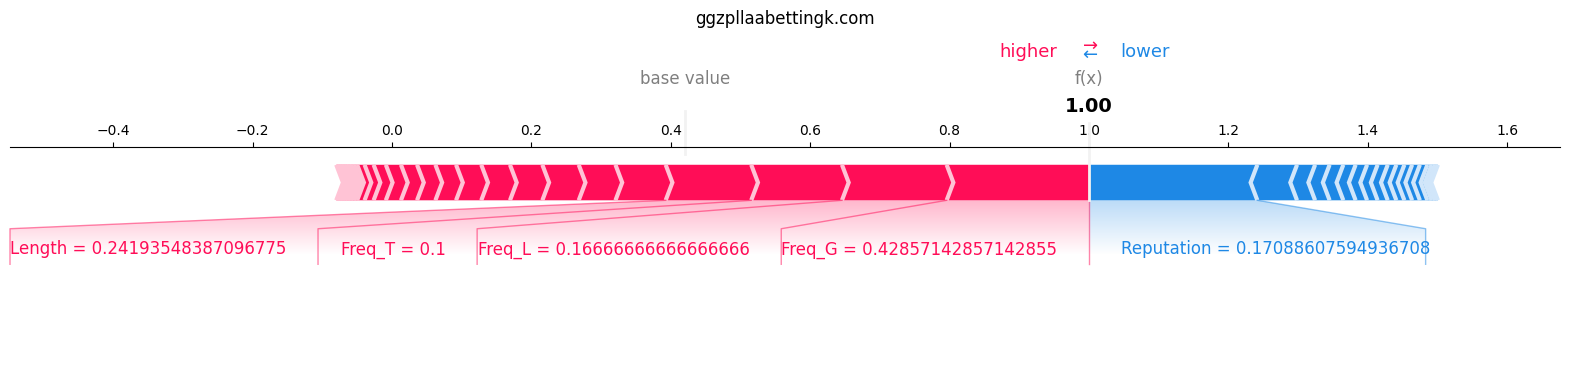 ggzpllaabettingk.com
higher ⇄ lower
base value f(x)
1.00
−0.4 −0.2 0.0 0.2 0.4 0.6 0.8 1.0 1.2 1.4 1.6
Length = 0.24193548387096775 Freq_T = 0.1 Freq_L = 0.16666666666666666 Freq_G = 0.42857142857142855 Reputation = 0.17088607594936708